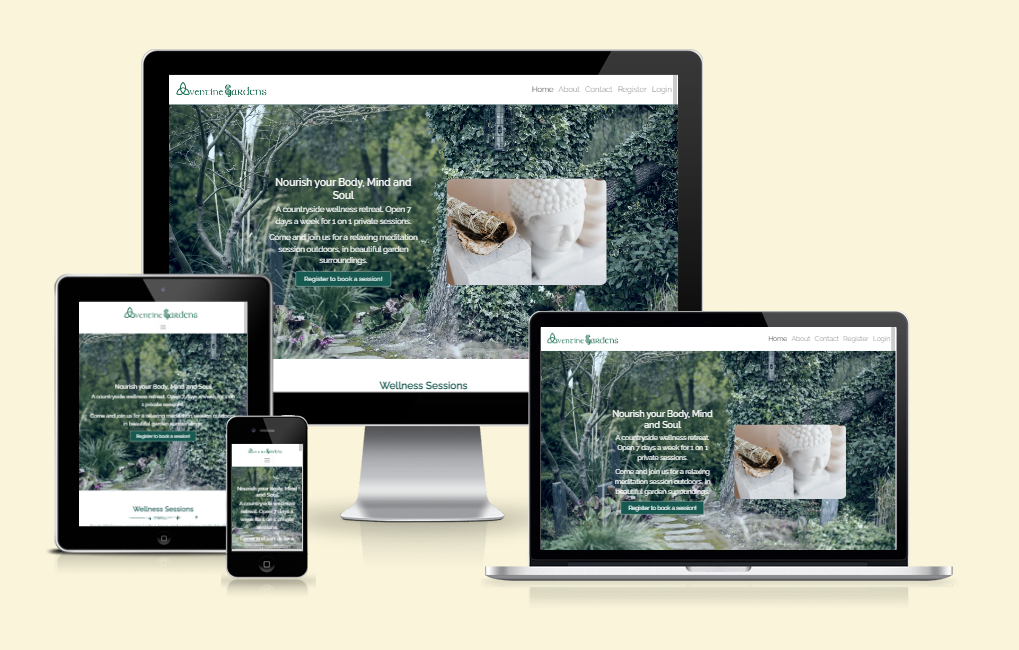 Aventine Gardens
Home About Contact Register Login
Nourish your Body, Mind and
Soul
A countryside wellness retreat. Open 7
days a week for 1 on 1 private sessions.
Come and join us for a relaxing meditation
session outdoors, in beautiful garden
surroundings.
Register to book a session!
Wellness Sessions
Aventine Gardens
Nourish your Body, Mind and Soul
A countryside wellness retreat. Open 7 days a week for 1 on
1 private sessions.
Come and join us for a relaxing meditation session outdoors,
in beautiful garden surroundings.
Register to book a session!
Wellness Sessions
Aventine Gardens
Nourish your Body, Mind
and Soul
A countryside wellness
retreat. Open 7 days a
week for 1 on 1 private
sessions.
Aventine Gardens
Home About Contact Register Login
Nourish your Body, Mind
and Soul
A countryside wellness retreat.
Open 7 days a week for 1 on 1
private sessions.
Come and join us for a relaxing
meditation session outdoors, in
beautiful garden surroundings.
Register to book a session!